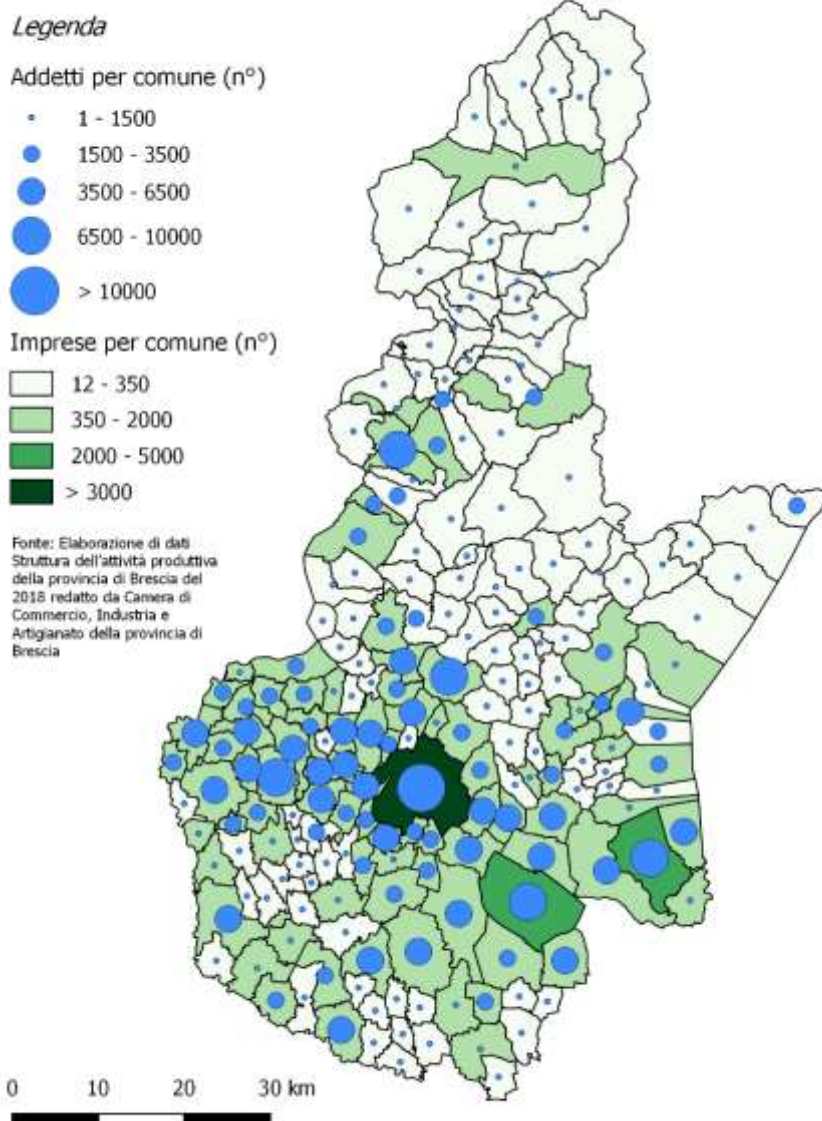 Legenda
Addetti per comune (n°)
1 - 1500
1500 - 3500
3500 - 6500
6500 - 10000
> 10000
Imprese per comune (n°)
12 - 350
350 - 2000
2000 - 5000
> 3000
Fonte: Elaborazione di dati
Struttura dell'attività produttiva
della provincia di Brescia del
2018 redatto da Camera di
Commercio, Industria e
Artigianato della provincia di
Brescia
0 10 20 30 km